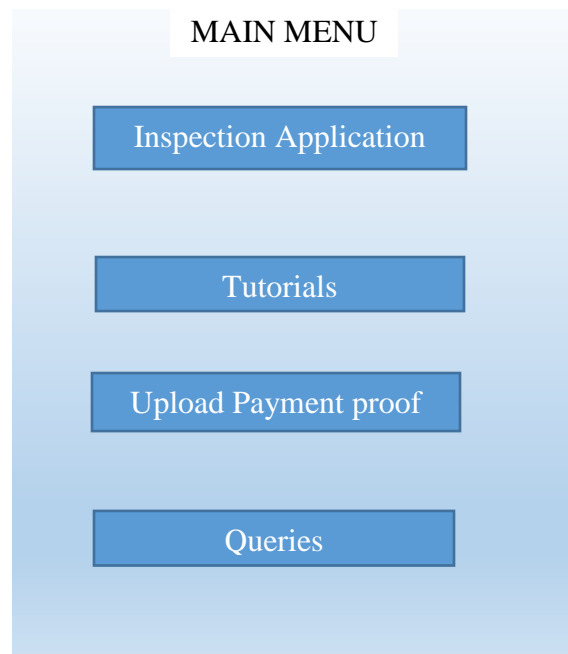 MAIN MENU
Inspection Application
Tutorials
Upload Payment proof
Queries